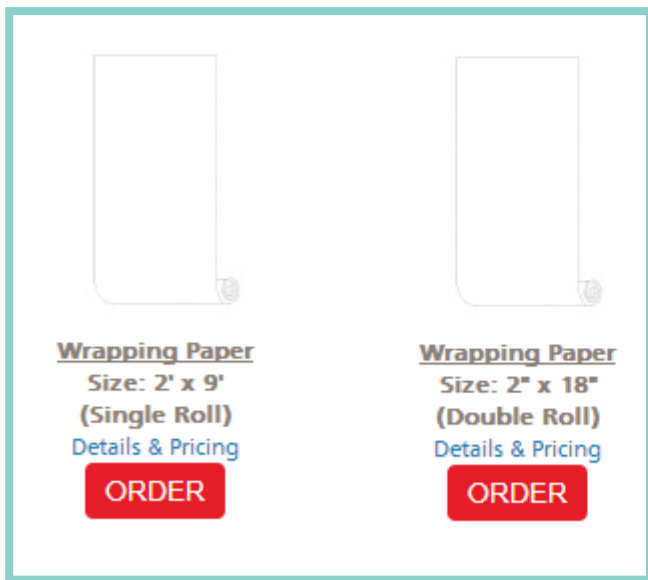 Wrapping Paper
Size: 2' x 9'
(Single Roll)
Details & Pricing
ORDER
Wrapping Paper
Size: 2" x 18"
(Double Roll)
Details & Pricing
ORDER